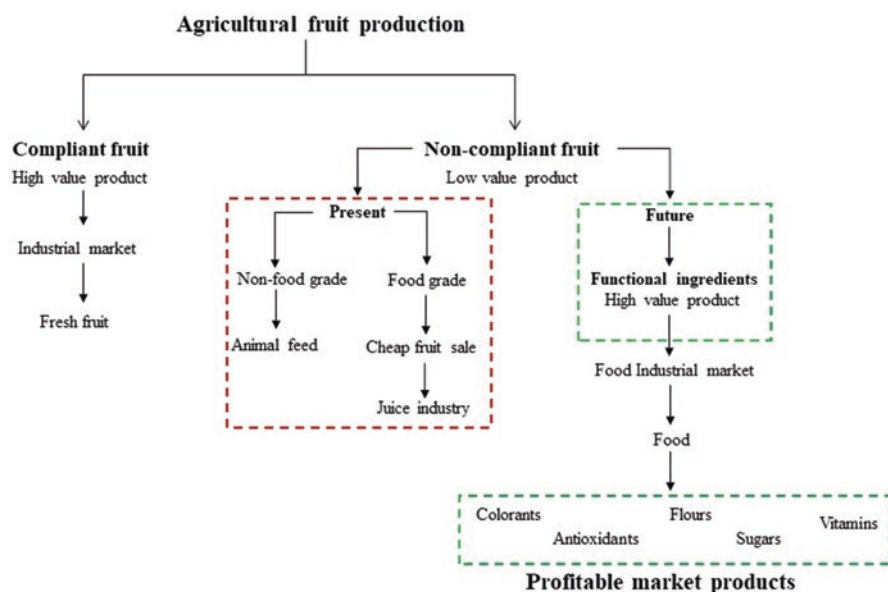 Agricultural fruit production
Compliant fruit
High value product
Industrial market
Fresh fruit
Non-compliant fruit
Low value product
Present
Non-food grade
Animal feed
Food grade
Cheap fruit sale
Juice industry
Future
Functional ingredients
High value product
Food Industrial market
Food
Colorants
Antioxidants
Flours
Sugars
Vitamins
Profitable market products